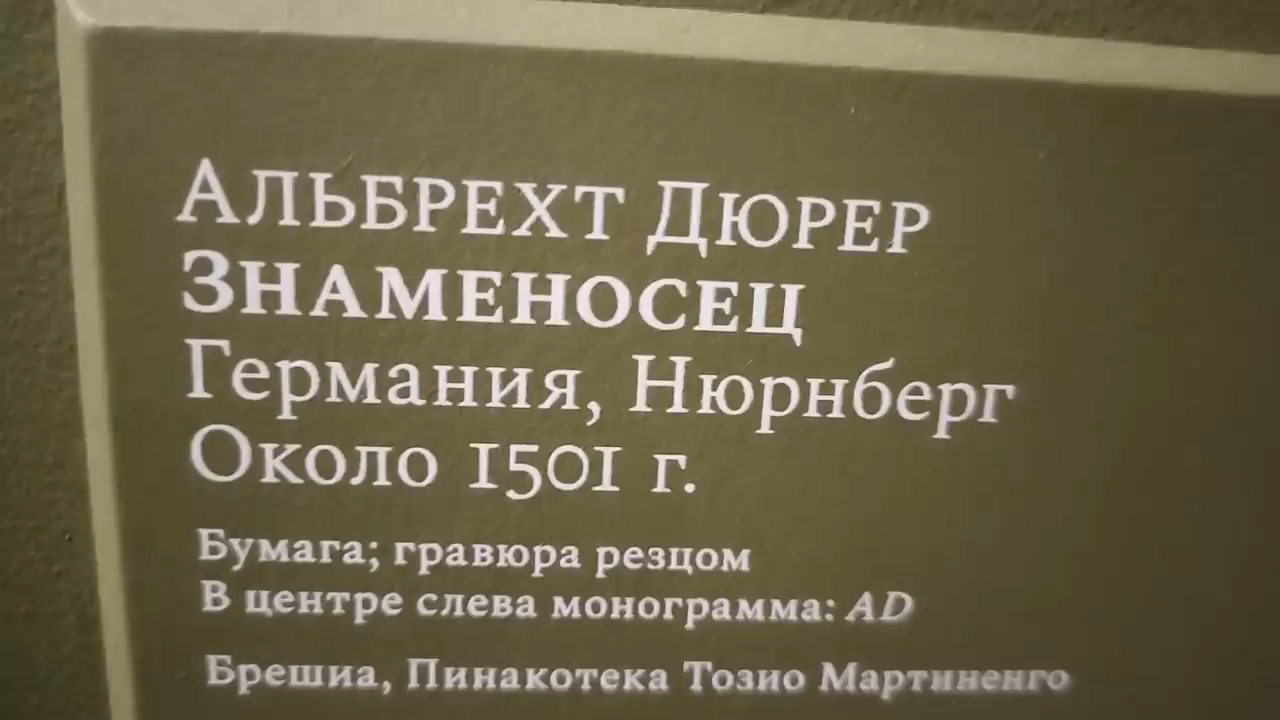 АЛЬБРЕХТ ДЮРЕР
ЗНАМЕНОСЕЦ
Германия, Нюрнберг
Около 1501 г.
Бумага; гравюра резцом
В центре слева монограмма: AD
Брешиа, Пинакотека Тозио Мартиненго